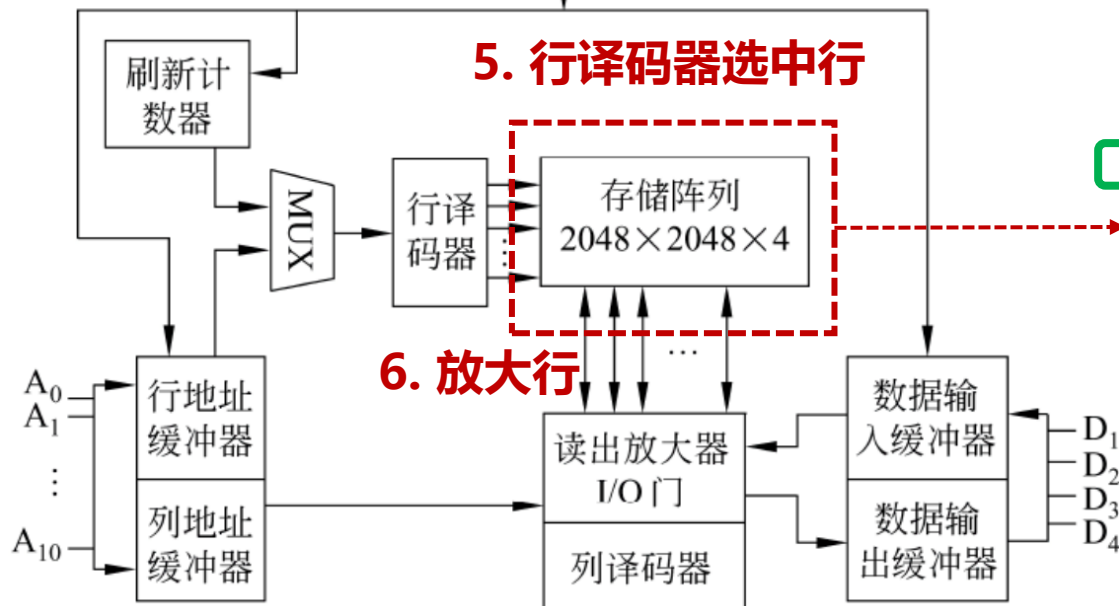 5. 行译码器选中行
刷新计
数器
MUX
行译
码器
⋮
存储阵列
2048×2048×4
6. 放大行
…
A0
A1
⋮
A10
行地址
缓冲器
列地址
缓冲器
读出放大器
I/O 门
列译码器
数据输
入缓冲器
数据输
出缓冲器
D1
D2
D3
D4